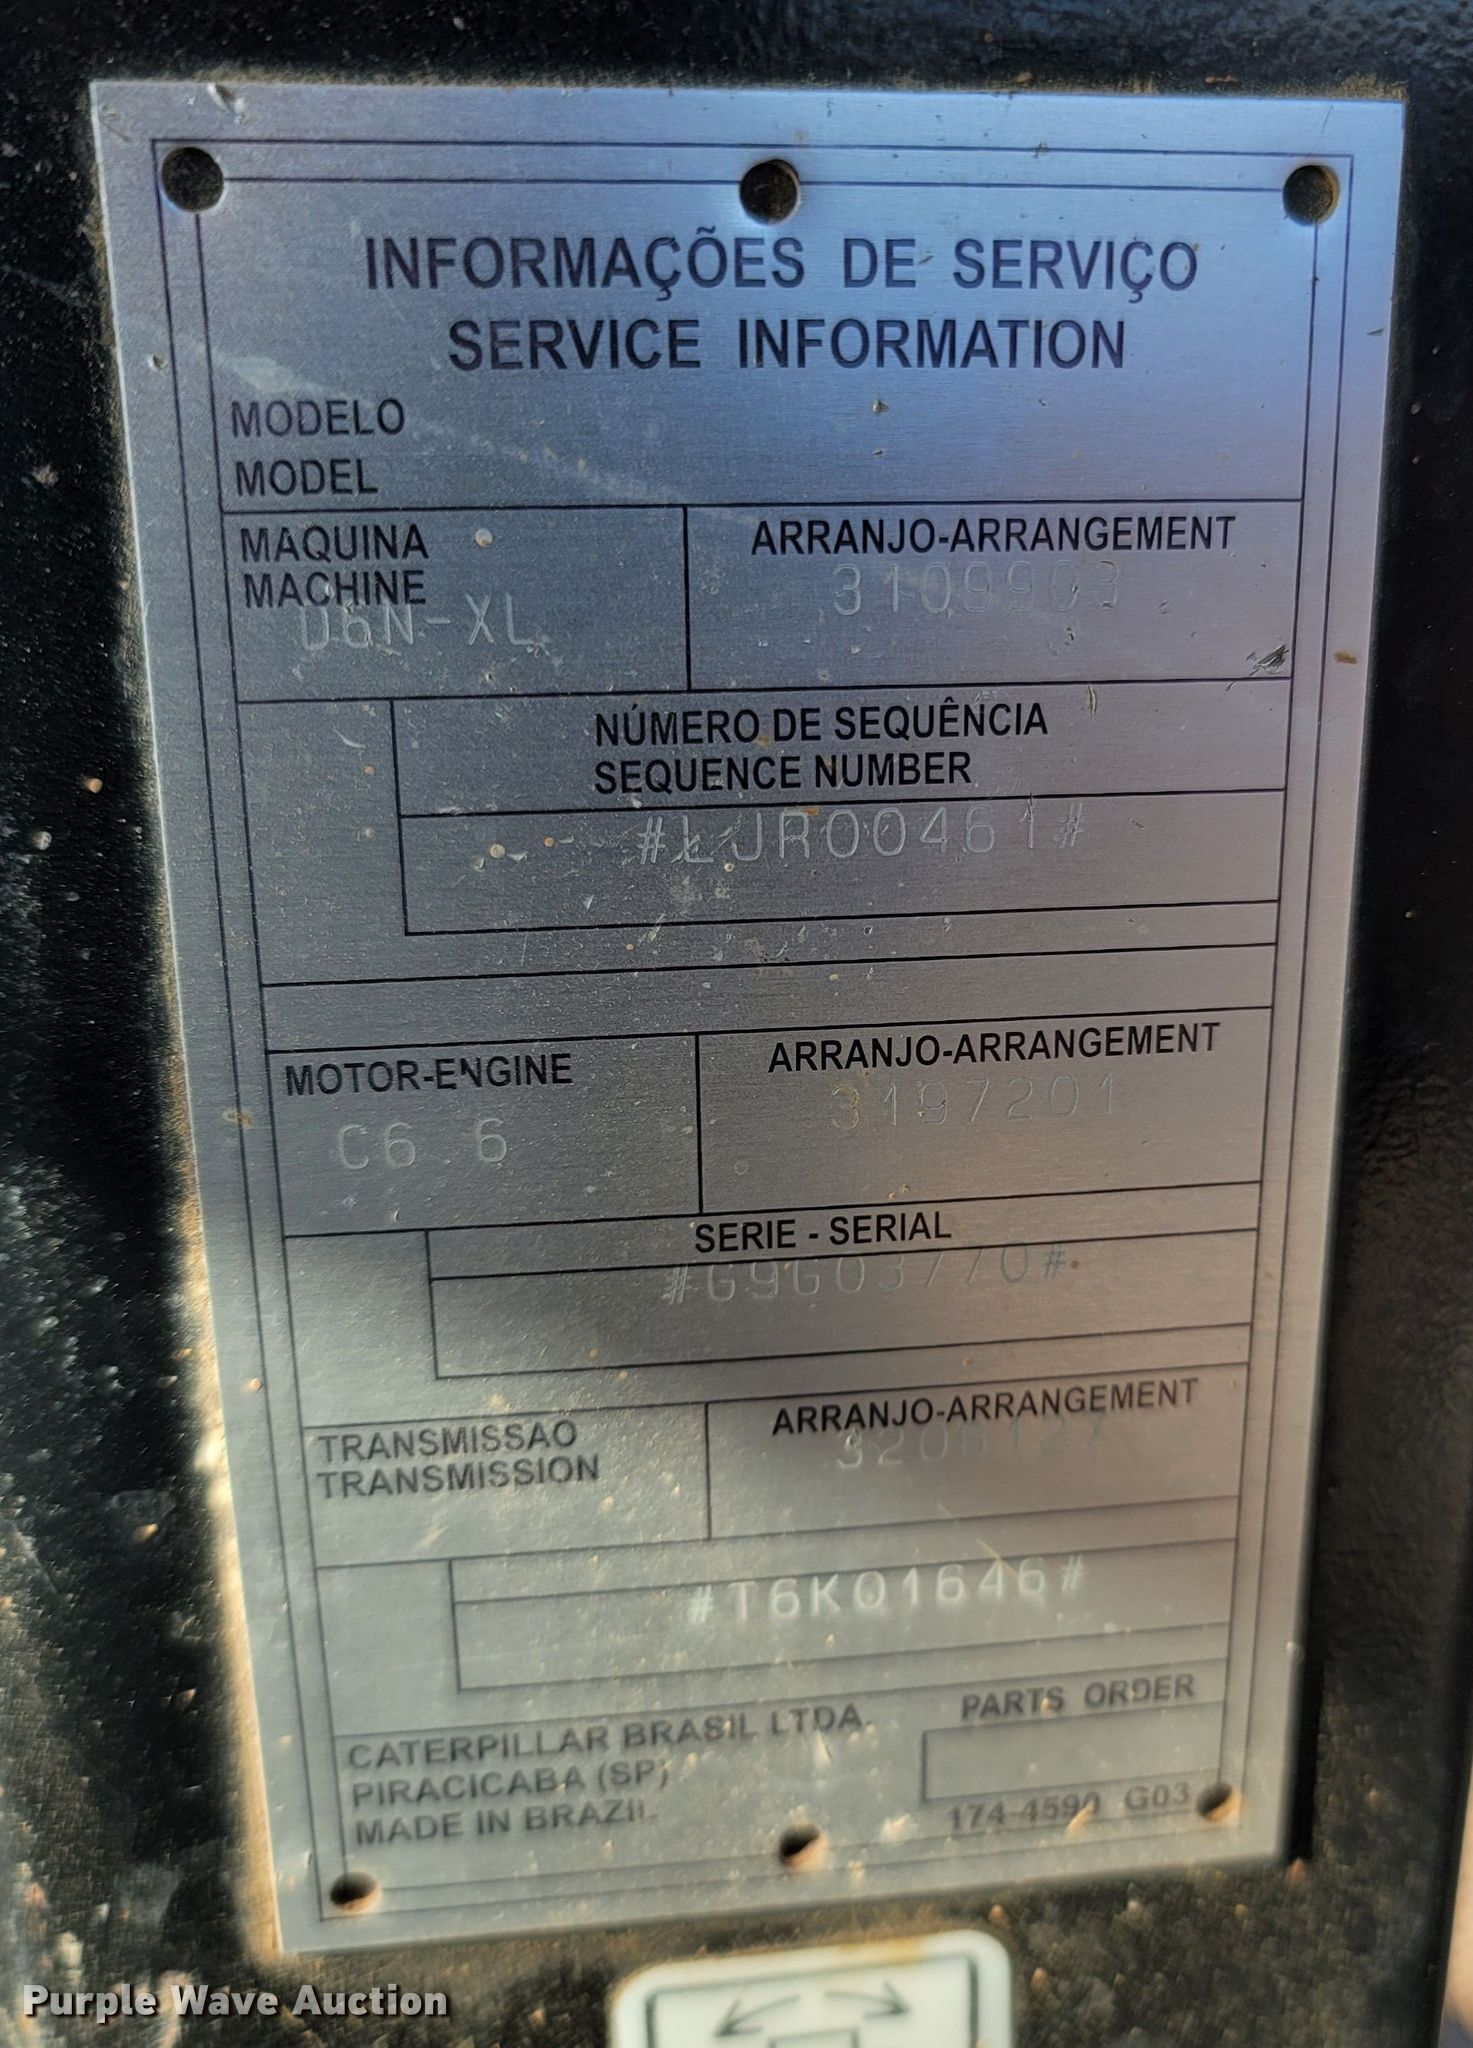 INFORMAÇÕES DE SERVIÇO
SERVICE INFORMATION
MODELO
MODEL
MAQUINA
MACHINE
D6N-XL
ARRANJO-ARRANGEMENT
3109903
NÚMERO DE SEQUÊNCIA
SEQUENCE NUMBER
#LJR00461#
MOTOR-ENGINE
C6.6
ARRANJO-ARRANGEMENT
3197201
SERIE - SERIAL
#G9G03770#
TRANSMISSAO
TRANSMISSION
ARRANJO-ARRANGEMENT
#T6K01646#
CATERPILLAR BRASIL LTDA.
PIRACICABA (SP)
MADE IN BRAZIL
PARTS ORDER
174-4590 G03
Purple Wave Auction